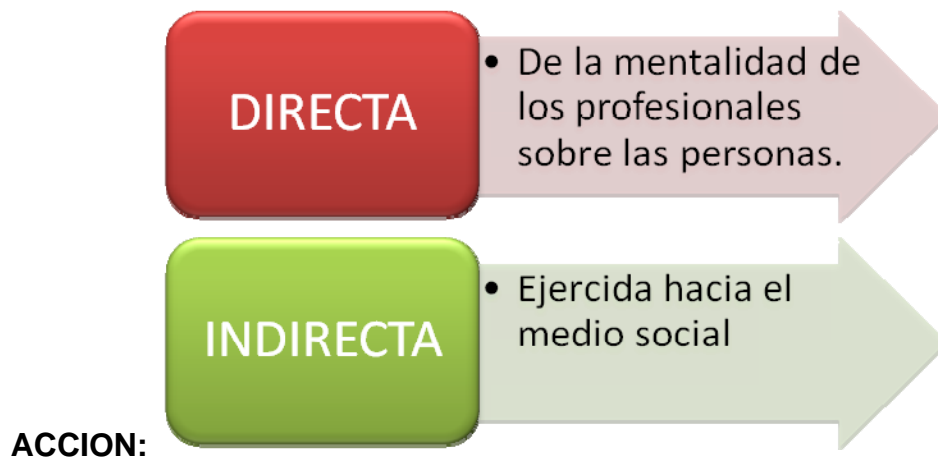 DIRECTA
• De la mentalidad de
los profesionales
sobre las personas.
INDIRECTA
• Ejercida hacia el
medio social
ACCION: